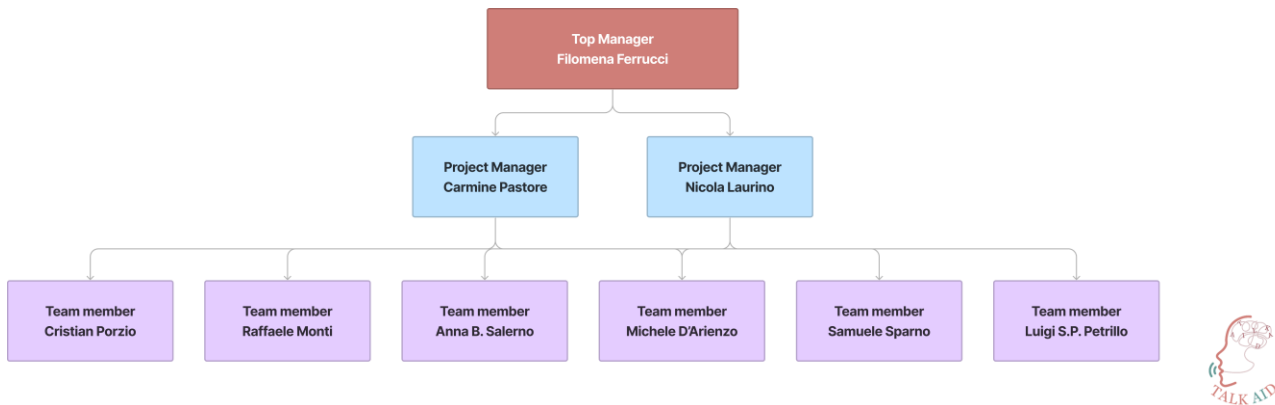 Top Manager
Filomena Ferrucci
Project Manager
Carmine Pastore
Project Manager
Nicola Laurino
Team member
Cristian Porzio
Team member
Raffaele Monti
Team member
Anna B. Salerno
Team member
Michele D’Arienzo
Team member
Samuele Sparno
Team member
Luigi S.P. Petrillo
TALK AID